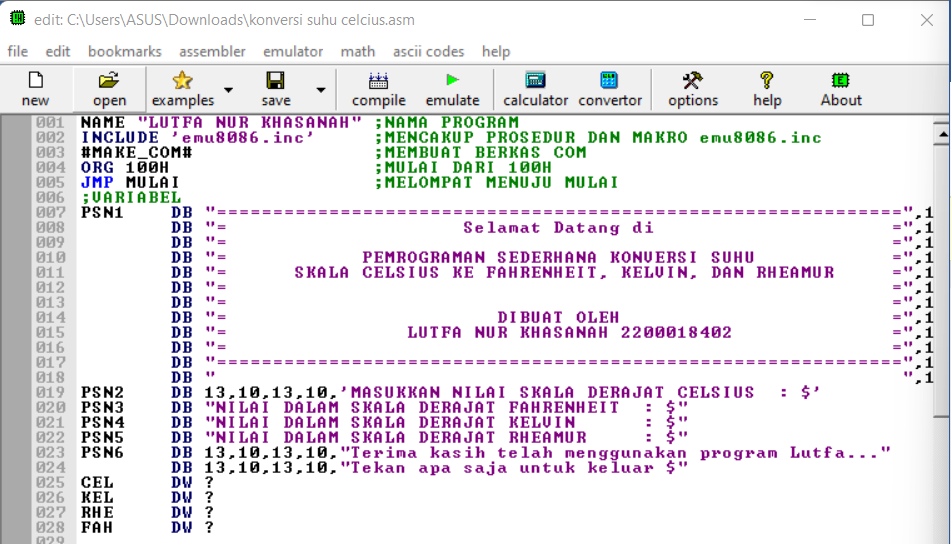 edit: C:\Users\ASUS\Downloads\konversi suhu celcius.asm
file edit bookmarks assembler emulator math ascii codes help
new open examples save compile emulate calculator convertor options help About
001 NAME "LUTFA NUR KHASANAH" ;NAMA PROGRAM
002 INCLUDE 'emu8086.inc' ;MENCAKUP PROSEDUR DAN MAKRO emu8086.inc
003 #MAKE_COM# ;MEMBUAT BERKAS COM
004 ORG 100H ;MULAI DARI 100H
005 JMP MULAI ;MELOMPAT MENUJU MULAI
006 ;VARIABEL
007 PSN1 DB "=============================================================",1
008 DB "= Selamat Datang di =",1
009 DB "= =",1
010 DB "= PEMROGRAMAN SEDERHANA KONVERSI SUHU =",1
011 DB "= SKALA CELSIUS KE FAHRENHEIT, KELVIN, DAN RHEAMUR =",1
012 DB "= =",1
013 DB "= =",1
014 DB "= DIBUAT OLEH =",1
015 DB "= LUTFA NUR KHASANAH 2200018402 =",1
016 DB "= =",1
017 DB "=============================================================",1
018 DB " ",1
019 PSN2 DB 13,10,13,10,'MASUKKAN NILAI SKALA DERAJAT CELSIUS : $'
020 PSN3 DB "NILAI DALAM SKALA DERAJAT FAHRENHEIT : $"
021 PSN4 DB "NILAI DALAM SKALA DERAJAT KELVIN : $"
022 PSN5 DB "NILAI DALAM SKALA DERAJAT RHEAMUR : $"
023 PSN6 DB 13,10,13,10,"Terima kasih telah menggunakan program Lutfa..."
024 DB 13,10,13,10,"Tekan apa saja untuk keluar $"
025 CEL DW ?
026 KEL DW ?
027 RHE DW ?
028 FAH DW ?
029